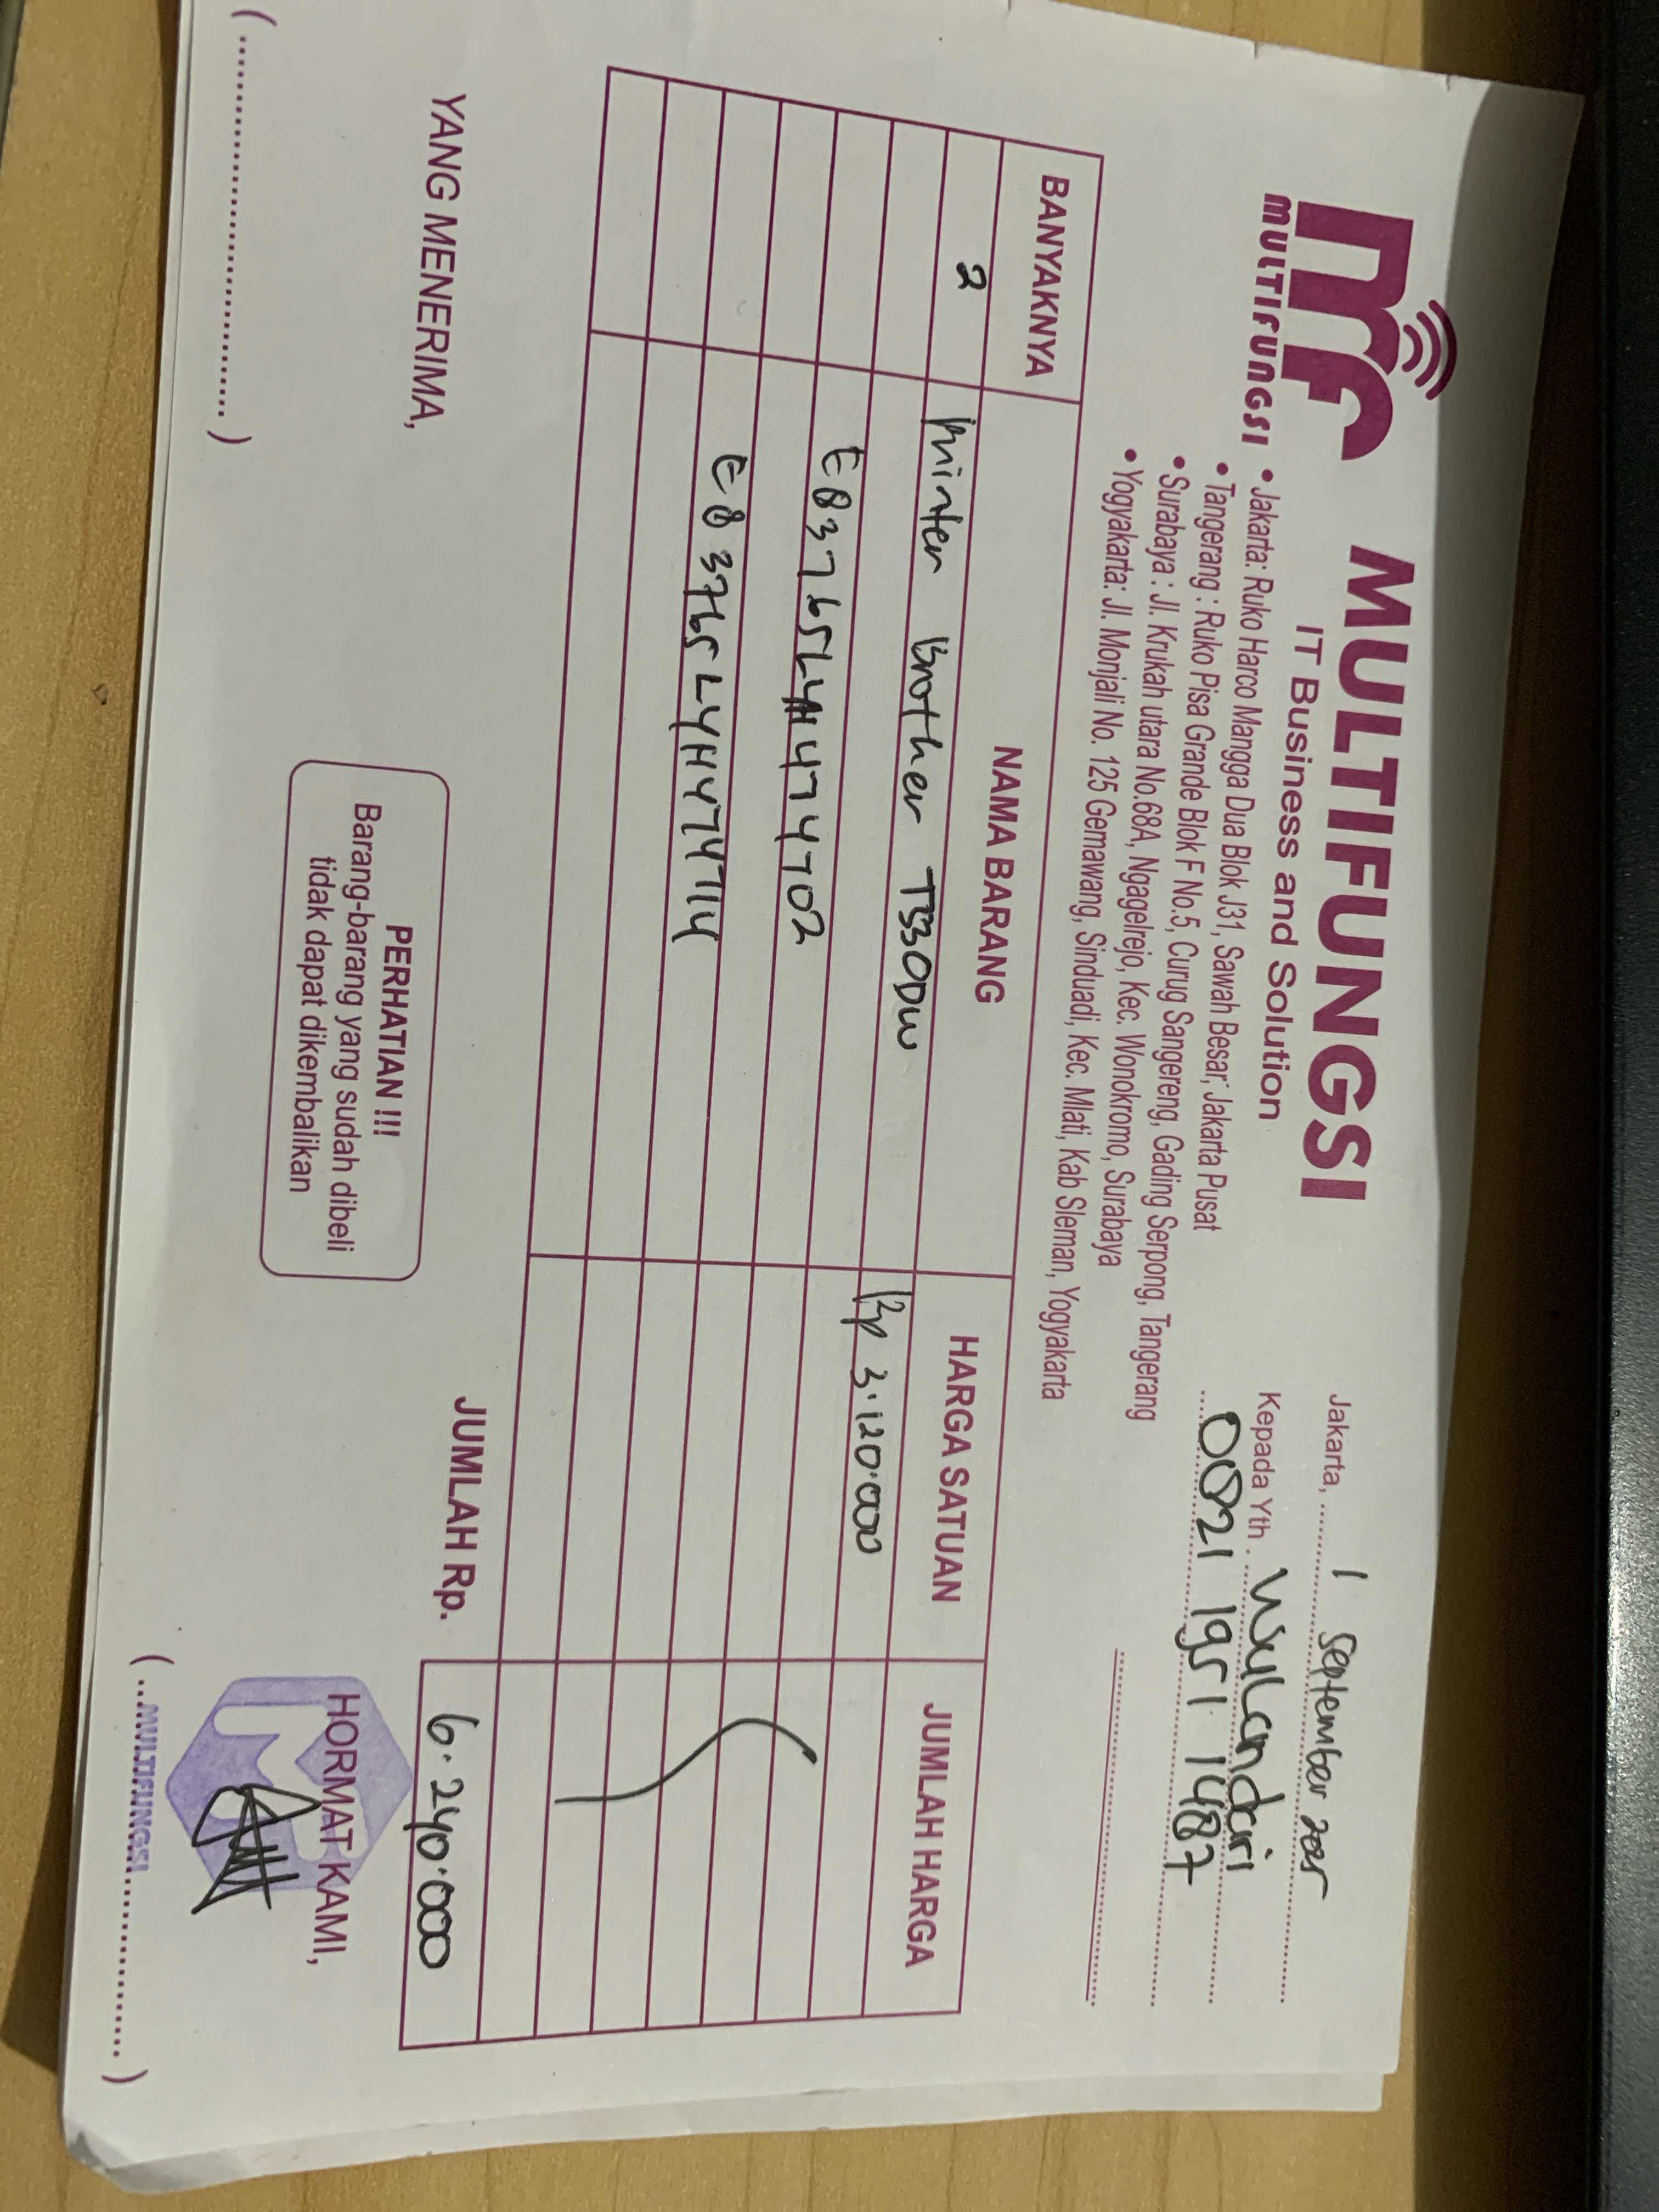 MULTIFUNGSI
MULTIFUNGSI
IT Business and Solution
• Jakarta: Ruko Harco Mangga Dua Blok J31, Sawah Besar, Jakarta Pusat
• Tangerang : Ruko Pisa Grande Blok F No.5, Curug Sangereng, Gading Serpong, Tangerang
• Surabaya : Jl. Krukah utara No.68A, Ngagelrejo, Kec. Wonokromo, Surabaya
• Yogyakarta: Jl. Monjali No. 125 Gemawang, Sinduadi, Kec. Mlati, Kab Sleman, Yogyakarta
Jakarta, 1 September 2025
Kepada Yth. Wulandari
0821 1951 1487
BANYAKNYA NAMA BARANG HARGA SATUAN JUMLAH HARGA
2 Printer Brother T330DW Rp 3.120.000
E83765L4H474702
E83765L4H474714
JUMLAH Rp. 6.240.000
YANG MENERIMA,
PERHATIAN !!!
Barang-barang yang sudah dibeli
tidak dapat dikembalikan
HORMAT KAMI,
(....................)
(...MULTIFUNGSI...............)